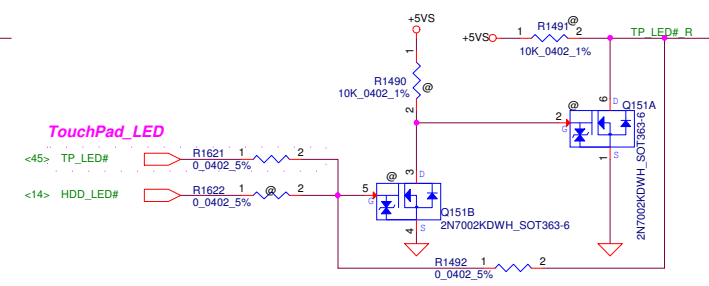 +5VS
+5VS
1
R1491
@
2
10K_0402_1%
TP_LED#_R
1
R1490
10K_0402_1%
@
2
6
D
@
Q151A
2
G
S
1
2N7002KDWH_SOT363-6
TouchPad_LED
<45>
TP_LED#
R1621
1
2
0_0402_5%
<14>
HDD_LED#
R1622
1
@
2
0_0402_5%
@
3
D
5
G
Q151B
4
S
2N7002KDWH_SOT363-6
R1492
1
2
0_0402_5%